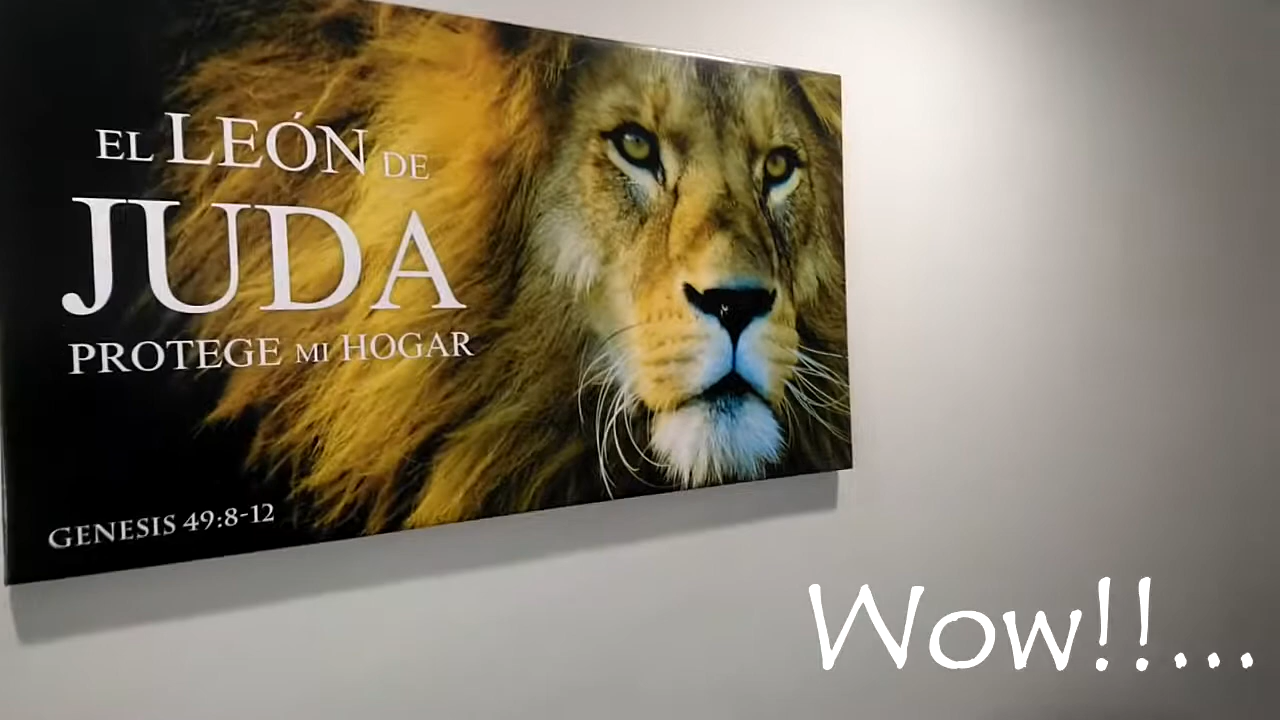 EL LEÓN DE
JUDA
PROTEGE MI HOGAR
GENESIS 49:8-12
Wow!!...